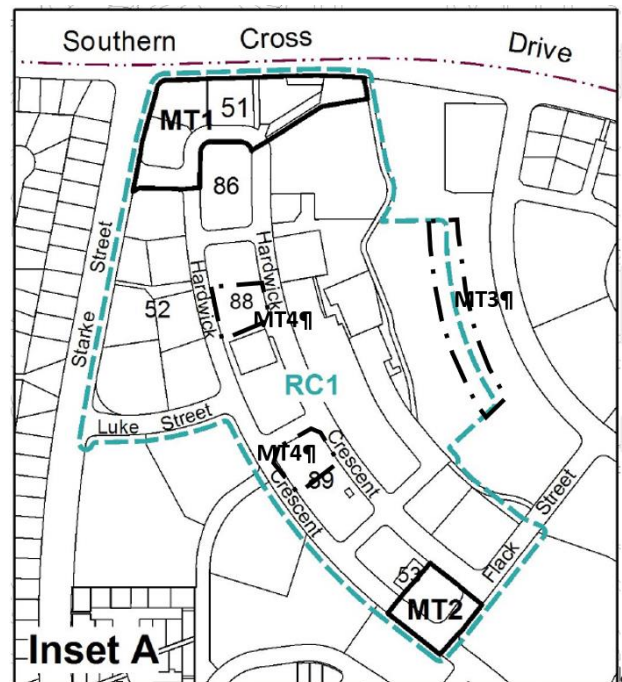 Southern Cross Drive
MT1
51
86
Starke Street
Hardwick
Hardwick
88
MT4¶
MT3¶
52
RC1
Luke Street
MT4¶
Crescent
89
Crescent
Flack Street
53
MT2
Inset A